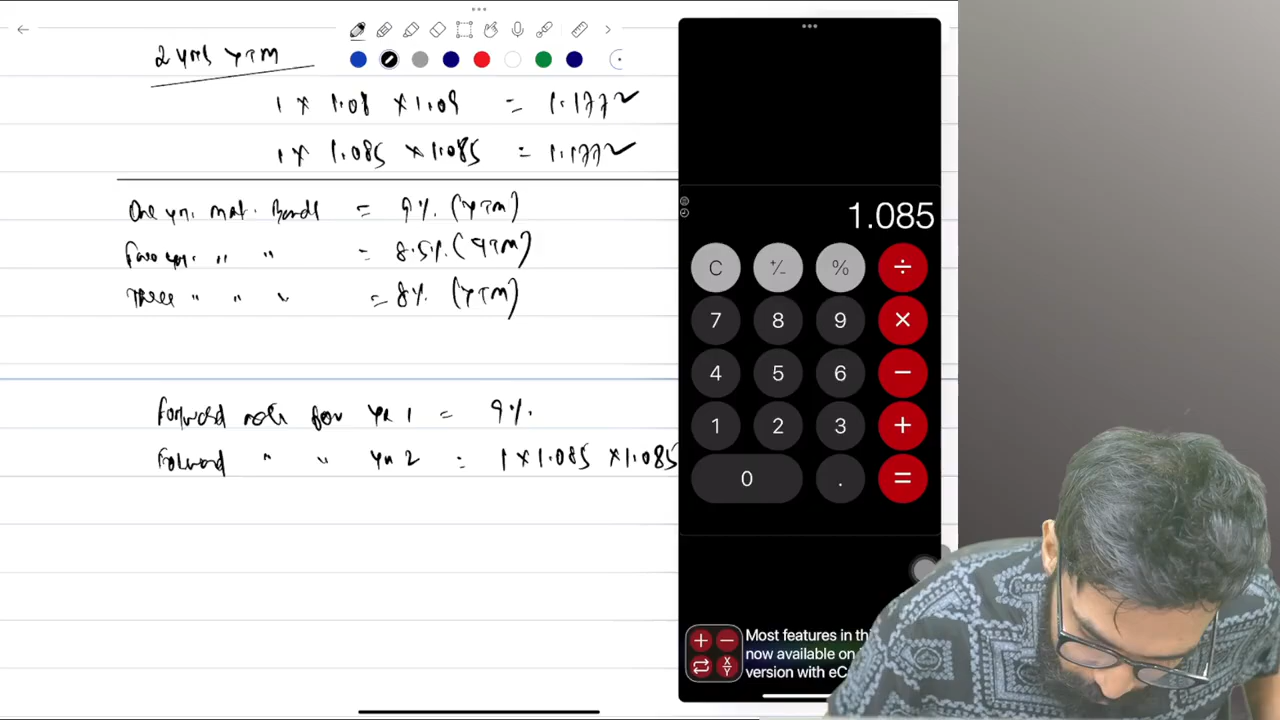 2 yrs YTM
1 × 1.08 × 1.09 = 1.1772
1 × 1.085 × 1.085 = 1.1772
One yr. mat. Bonds = 9%. (YTM)
Two yr. " " = 8.5%. (YTM)
Three " " " = 8%. (YTM)
Forward rate for yr 1 = 9%.
Forward " " yr 2 = 1 × 1.085 × 1.085
1.085
C +/− % ÷
7 8 9 ×
4 5 6 −
1 2 3 +
0 . =
Most features in
now available on
version with eC